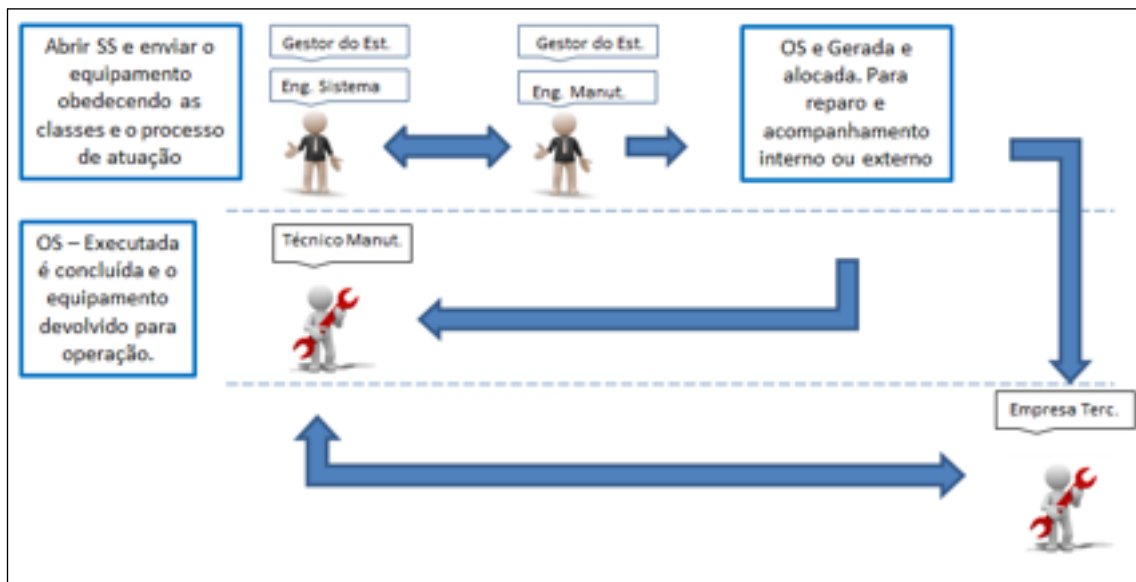 Abrir SS e enviar o
equipamento
obedecendo as
classes e o processo
de atuação
Gestor do Est.
Eng. Sistema
Gestor do Est.
Eng. Manut.
OS e Gerada e
alocada. Para
reparo e
acompanhamento
interno ou externo
OS – Executada
é concluída e o
equipamento
devolvido para
operação.
Técnico Manut.
Empresa Terc.